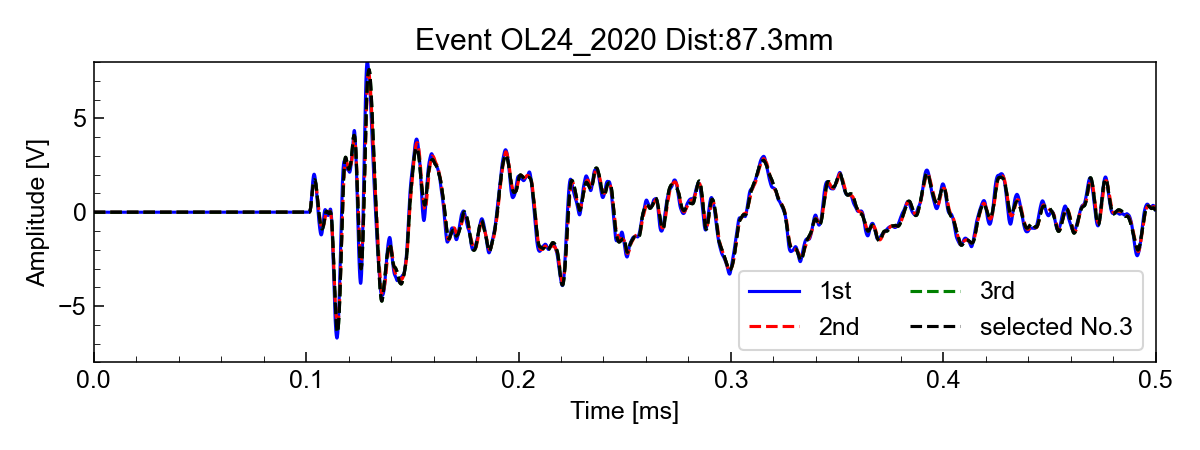 Event OL24_2020 Dist:87.3mm
Amplitude [V]
5
0
−5
0.0 0.1 0.2 0.3 0.4 0.5
Time [ms]
1st 3rd
2nd selected No.3